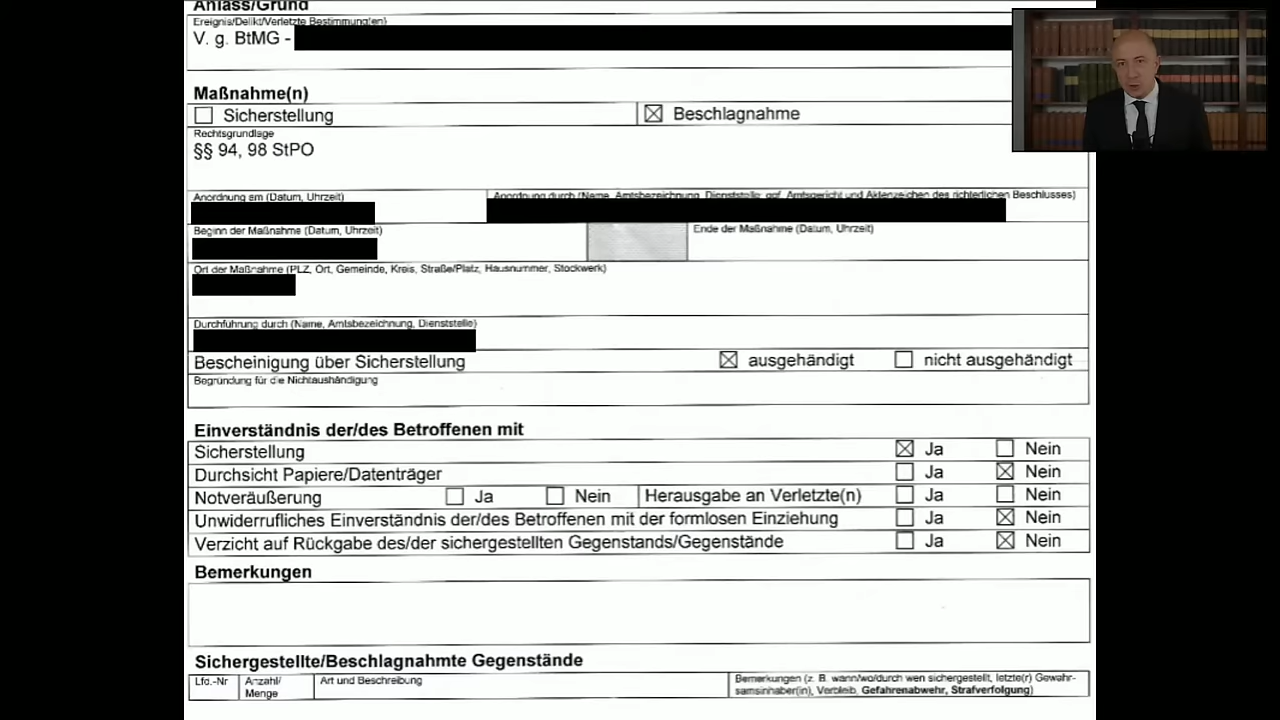 Anlass/Grund
Ereignis/Delikt/Verletzte Bestimmung(en)
V. g. BtMG -
Maßnahme(n)
Sicherstellung
Beschlagnahme
Rechtsgrundlage
§§ 94, 98 StPO
Anordnung am (Datum, Uhrzeit)
Anordnung durch (Name, Amtsbezeichnung, Dienststelle, ggf. Amtsgericht und Aktenzeichen des richterlichen Beschlusses)
Beginn der Maßnahme (Datum, Uhrzeit)
Ende der Maßnahme (Datum, Uhrzeit)
Ort der Maßnahme (PLZ, Ort, Gemeinde, Kreis, Straße/Platz, Hausnummer, Stockwerk)
Durchführung durch (Name, Amtsbezeichnung, Dienststelle)
Bescheinigung über Sicherstellung ausgehändigt nicht ausgehändigt
Begründung für die Nichtaushändigung
Einverständnis der/des Betroffenen mit
Sicherstellung Ja Nein
Durchsicht Papiere/Datenträger Ja Nein
Notveräußerung Ja Nein Herausgabe an Verletzte(n) Ja Nein
Unwiderrufliches Einverständnis der/des Betroffenen mit der formlosen Einziehung Ja Nein
Verzicht auf Rückgabe des/der sichergestellten Gegenstands/Gegenstände Ja Nein
Bemerkungen
Sichergestellte/Beschlagnahmte Gegenstände
Lfd.-Nr
Anzahl/
Menge
Art und Beschreibung
Bemerkungen (z. B. wann/wo/durch wen sichergestellt, letzte(r) Gewahr-
samsinhaber(in), Verbleib, Gefahrenabwehr, Strafverfolgung)